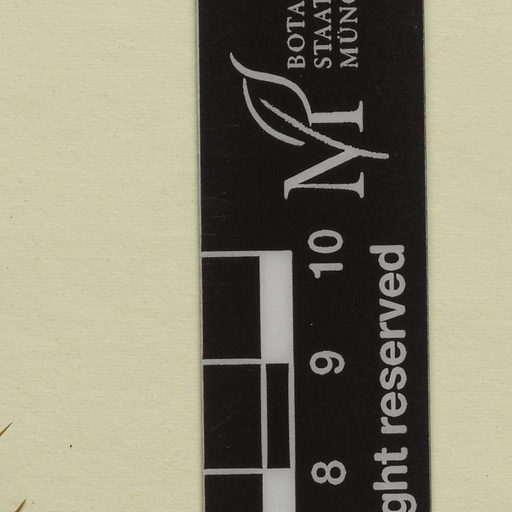 BOTA
STAAT
MÜNC
M
10
9
8
ght reserved